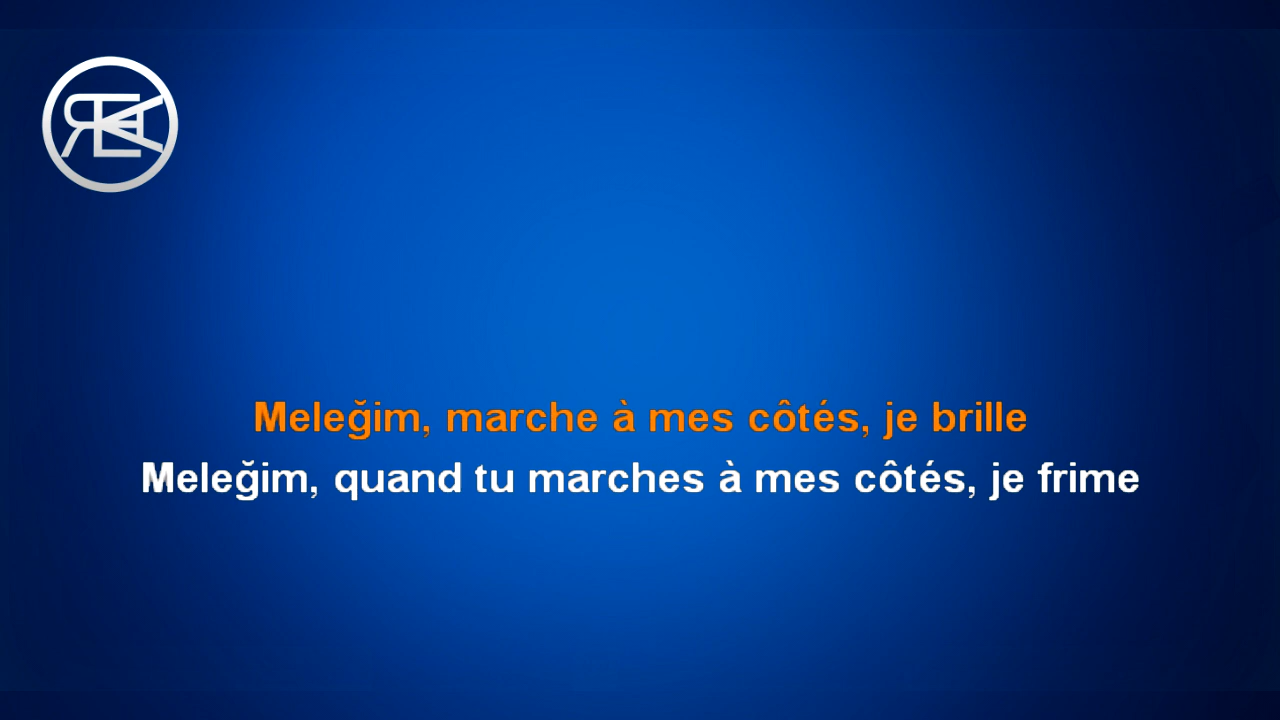 Meleğim, marche à mes côtés, je brille
Meleğim, quand tu marches à mes côtés, je frime